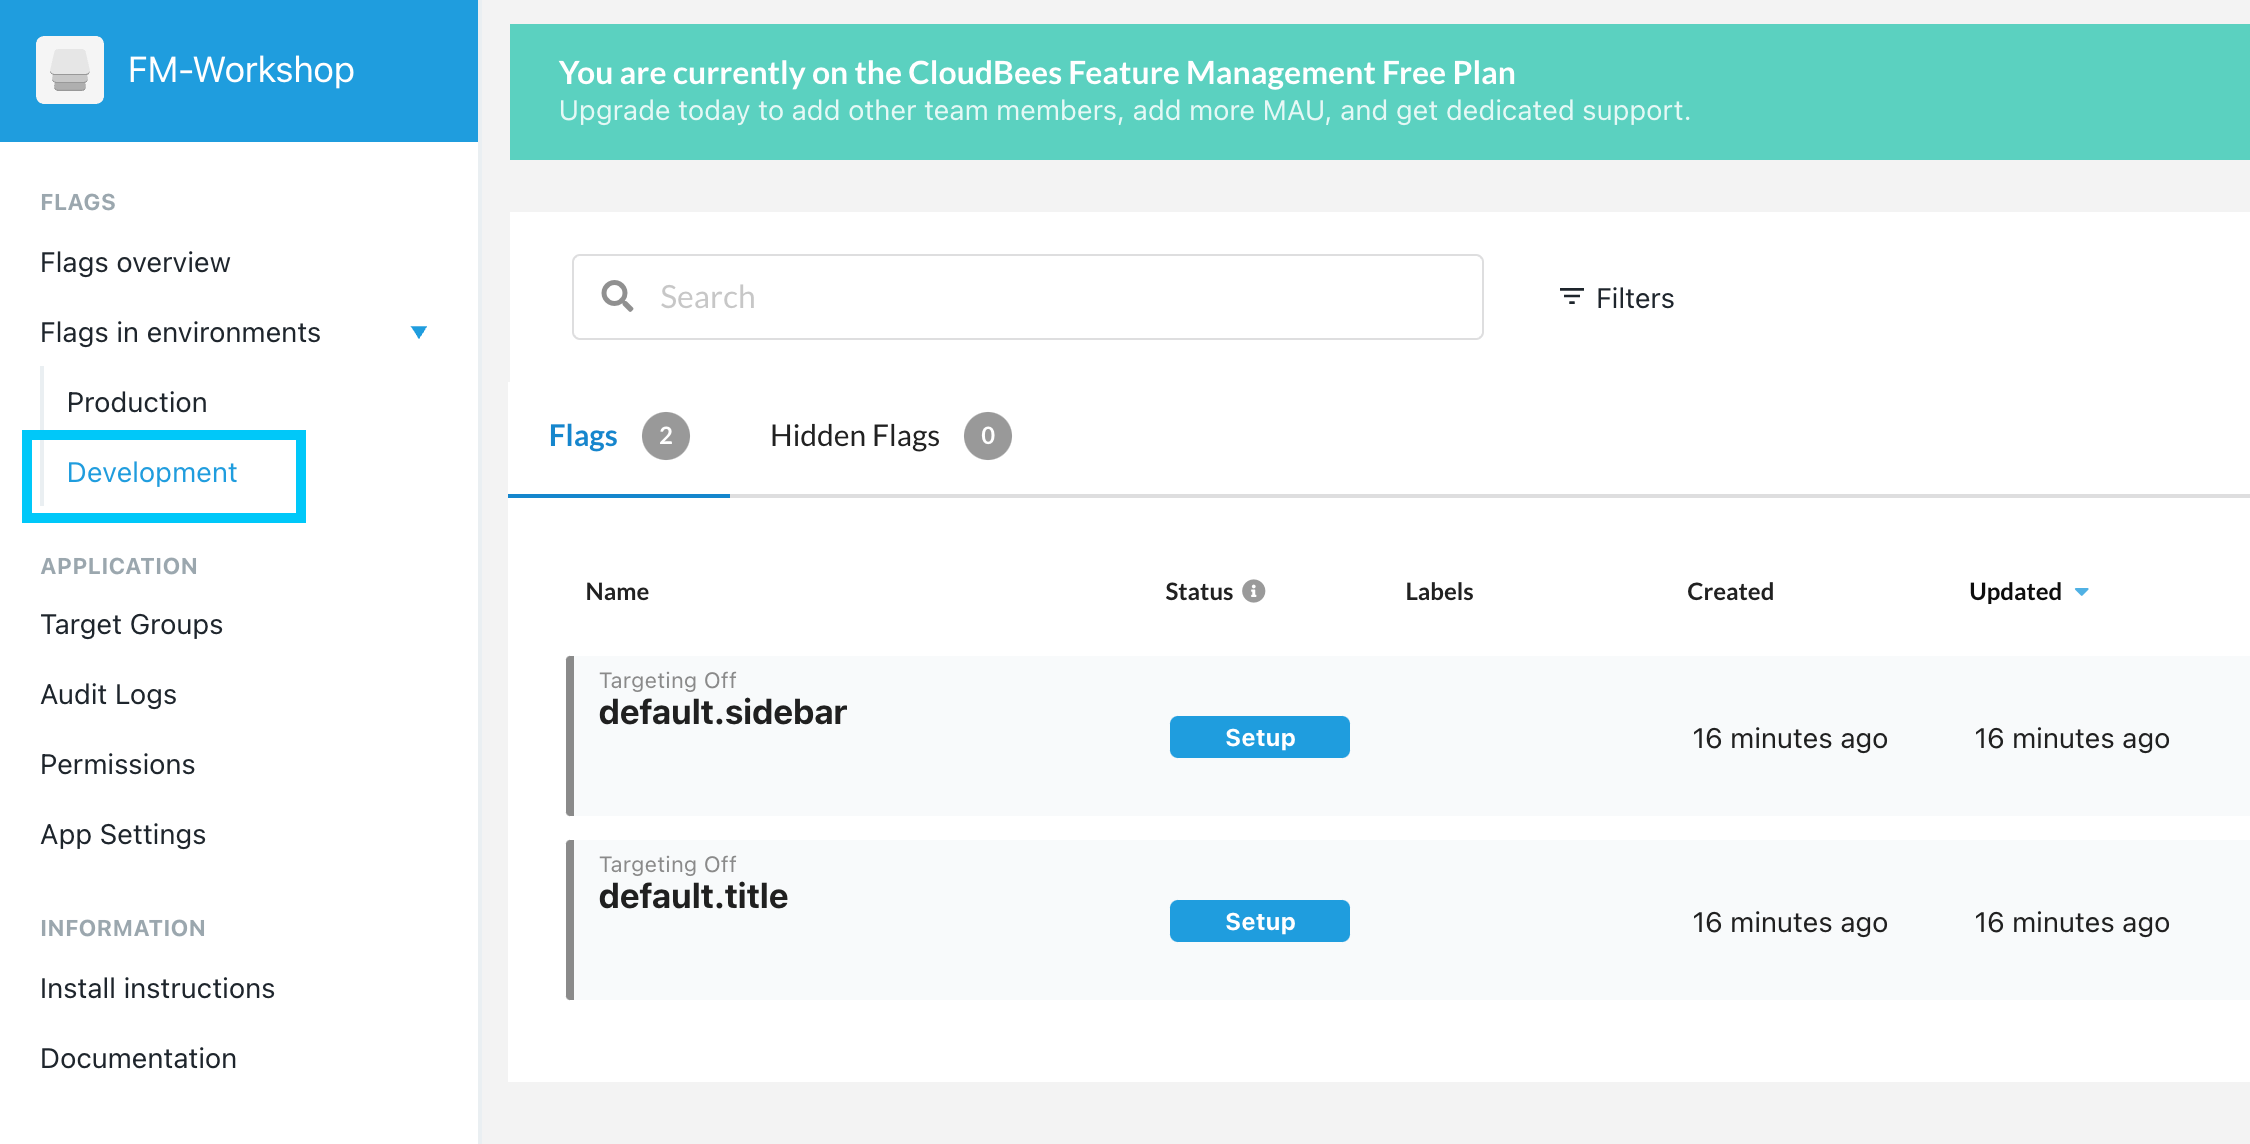 FM-Workshop
FLAGS
Flags overview
Flags in environments
Production
Development
APPLICATION
Target Groups
Audit Logs
Permissions
App Settings
INFORMATION
Install instructions
Documentation
You are currently on the CloudBees Feature Management Free Plan
Upgrade today to add other team members, add more MAU, and get dedicated support.
Search
Filters
Flags 2 Hidden Flags 0
Name Status Labels Created Updated
Targeting Off
default.sidebar
Setup 16 minutes ago 16 minutes ago
Targeting Off
default.title
Setup 16 minutes ago 16 minutes ago